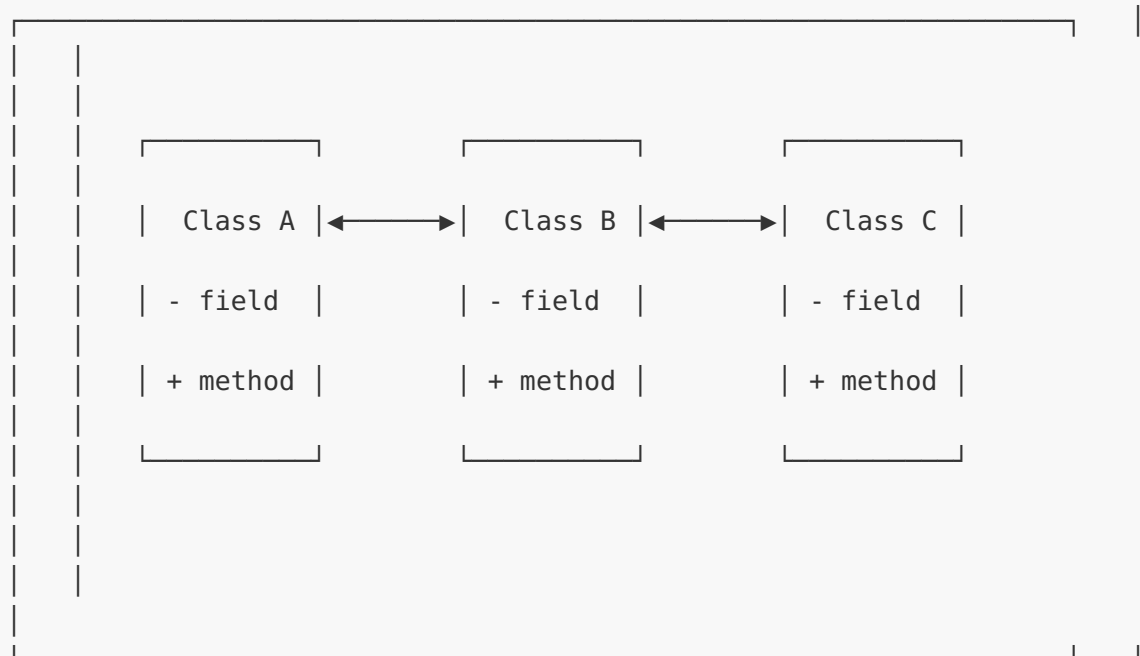 Class A Class B Class C
- field - field - field
+ method + method + method